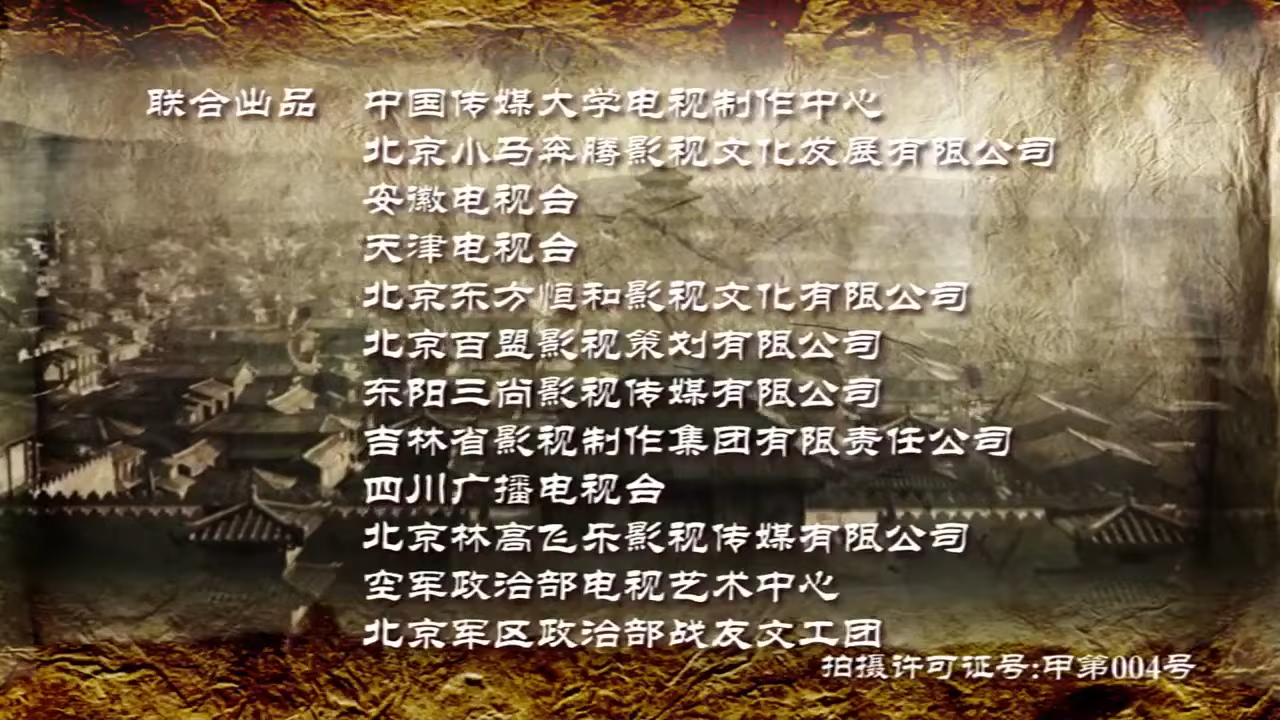 联合出品 中国传媒大学电视制作中心
北京小马奔腾影视文化发展有限公司
安徽电视台
天津电视台
北京东方恒和影视文化有限公司
北京百盟影视策划有限公司
东阳三尚影视传媒有限公司
吉林省影视制作集团有限责任公司
四川广播电视台
北京林高飞乐影视传媒有限公司
空军政治部电视艺术中心
北京军区政治部战友文工团
拍摄许可证号:甲第004号